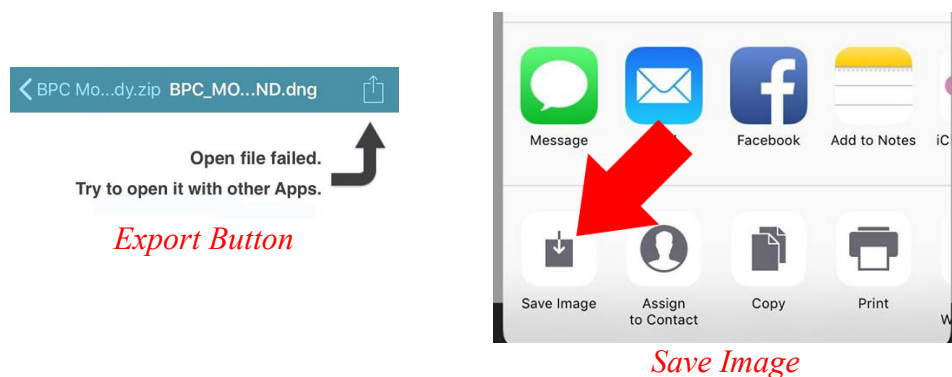 BPC Mo...dy.zip BPC_MO...ND.dng
Open file failed.
Try to open it with other Apps.
Export Button
Message
Facebook
Add to Notes
iC
Save Image
Assign
to Contact
Copy
Print
W
Save Image